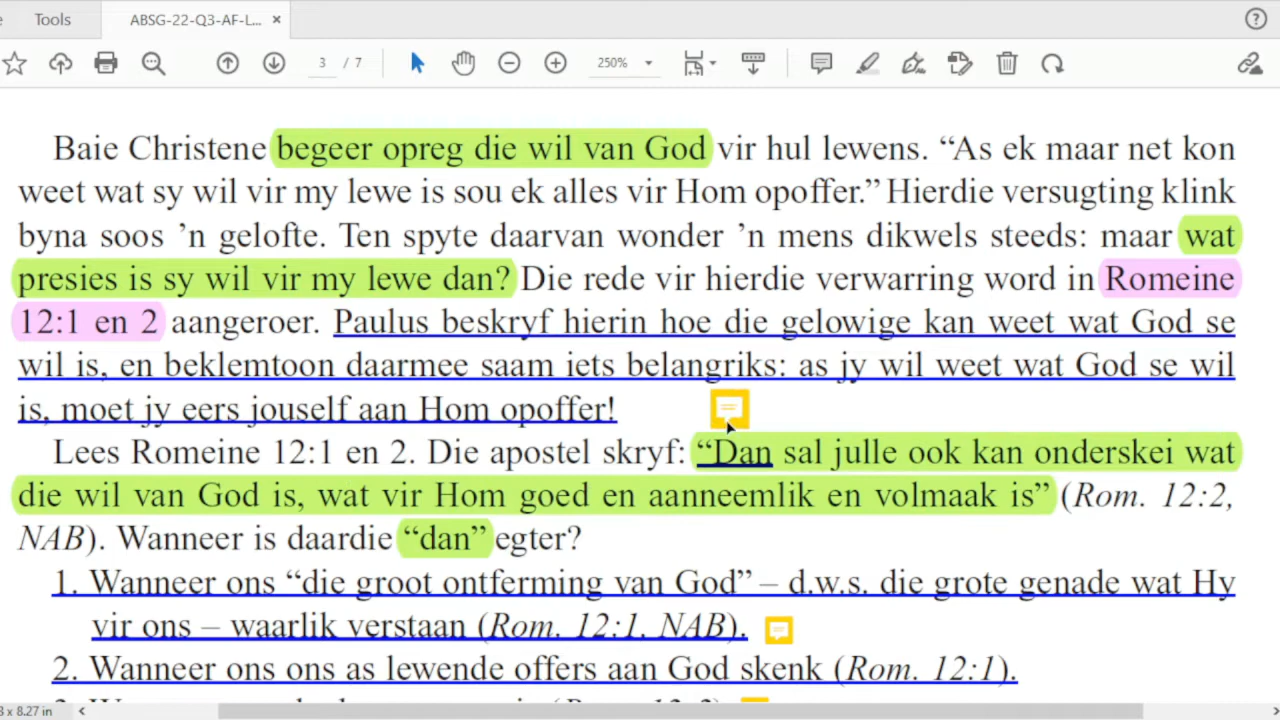 Tools
ABSG-22-Q3-AF-L... ×
3 / 7
250%
Baie Christene begeer opreg die wil van God vir hul lewens. “As ek maar net kon
weet wat sy wil vir my lewe is sou ek alles vir Hom opoffer.” Hierdie versugting klink
byna soos ’n gelofte. Ten spyte daarvan wonder ’n mens dikwels steeds: maar wat
presies is sy wil vir my lewe dan? Die rede vir hierdie verwarring word in Romeine
12:1 en 2 aangeroer. Paulus beskryf hierin hoe die gelowige kan weet wat God se
wil is, en beklemtoon daarmee saam iets belangriks: as jy wil weet wat God se wil
is, moet jy eers jouself aan Hom opoffer!
Lees Romeine 12:1 en 2. Die apostel skryf: “Dan sal julle ook kan onderskei wat
die wil van God is, wat vir Hom goed en aanneemlik en volmaak is” (Rom. 12:2,
NAB). Wanneer is daardie “dan” egter?
1. Wanneer ons “die groot ontferming van God” – d.w.s. die grote genade wat Hy
vir ons – waarlik verstaan (Rom. 12:1, NAB).
2. Wanneer ons ons as lewende offers aan God skenk (Rom. 12:1).
x 8.27 in